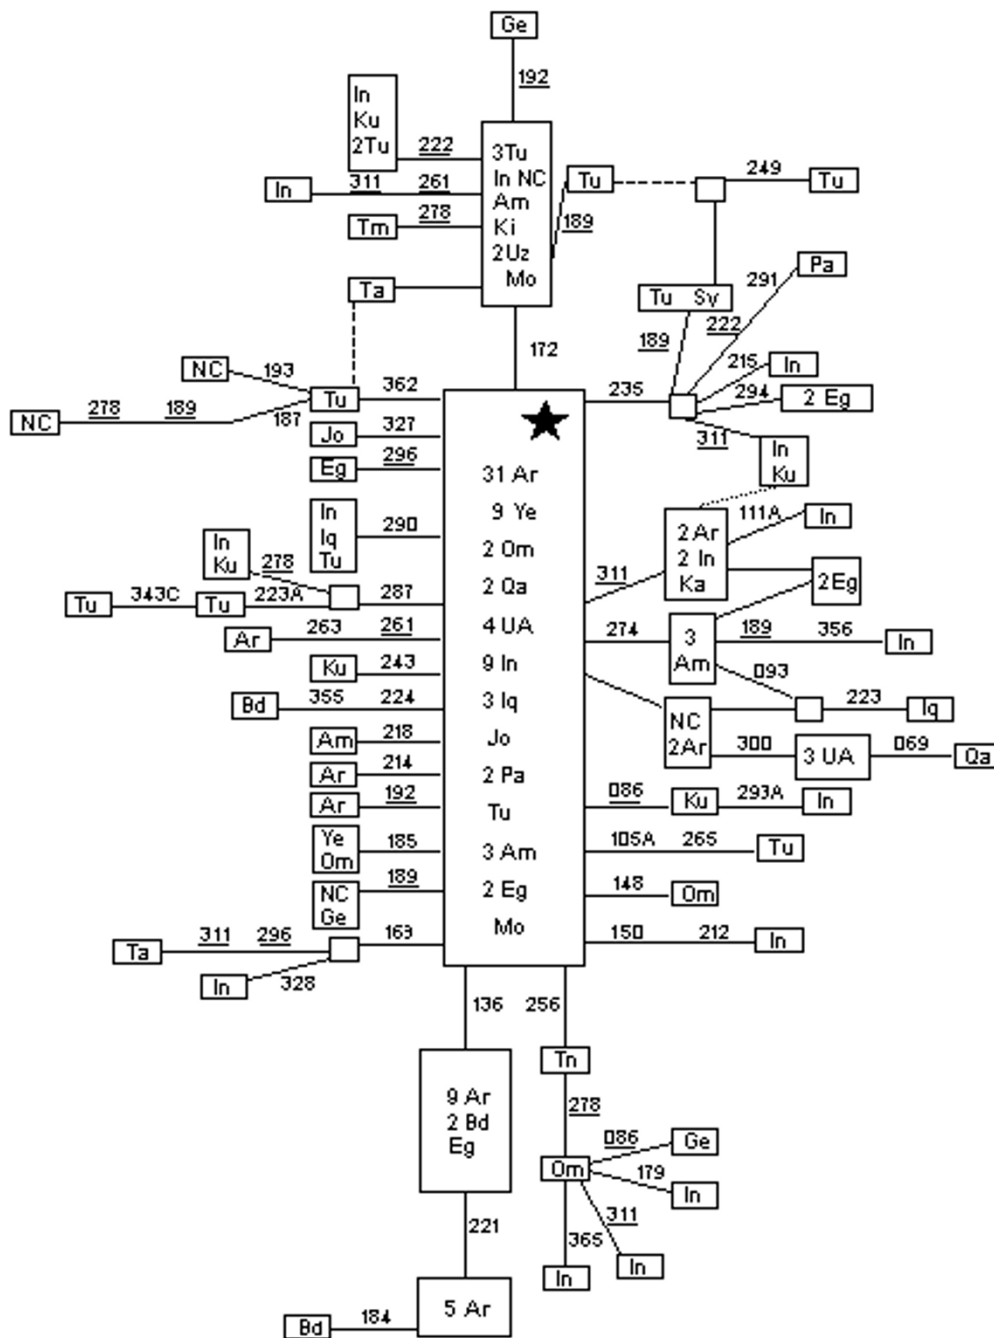 Ge
192
In
Ku
2Tu
222
3Tu
In NC
Am
Ki
2Uz
Mo
In
311 261
Tm
278
Ta
Tu
189
249
Tu
Tu Sy
189
222
291
Pa
215
In
294
2 Eg
235
311
In
Ku
172
NC
193
Tu
362
NC
278 189
187
Jo
327
Eg
296
In
Iq
Tu
290
In
Ku
278
Tu
343C
Tu
223A
287
Ar
263 261
Ku
243
Bd
355 224
Am
218
Ar
214
Ar
192
Ye
Om
185
NC
Ge
189
Ta
311 296
169
In
328
31 Ar
9 Ye
2 Om
2 Qa
4 UA
9 In
3 Iq
Jo
2 Pa
Tu
3 Am
2 Eg
Mo
311
2 Ar
2 In
Ka
111A
In
2Eg
274
3
Am
189 356
In
093
223
Iq
NC
2Ar
300
3 UA
069
Qa
086
Ku
293A
In
105A 265
Tu
148
Om
150 212
In
136
256
9 Ar
2 Bd
Eg
Tn
278
Om
086
Ge
179
In
311
In
365
In
221
5 Ar
184
Bd